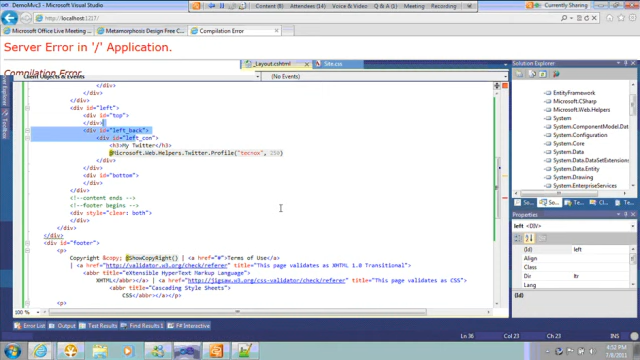 DemoMvc3 - Microsoft Visual Studio
Content (8) Attendees (11) Voice & Video Q & A (1) Meeting Recording
Currently Sharing
http://localhost:1217/
Microsoft Office Live Meeting ...
Metamorphosis Design Free C...
Compilation Error
Server Error in '/' Application.
Compilation Error
_Layout.cshtml
Site.css
Client Objects & Events
(No Events)
</div>
</div>
<div id="left">
<div id="top">
</div>
<div id="left_back">
<div id="left_con">
<h3>My Twitter</h3>
@Microsoft.Web.Helpers.Twitter.Profile("тостох", 250)
</div>
<div id="bottom">
</div>
</div>
<!--content ends -->
<!--footer begins -->
<div style="clear: both">
</div>
</div>
</div>
<div id="footer">
<p>
Copyright &copy; @ShowCopyRight() | <a href="#">Terms of Use</a>
| <a href="http://validator.w3.org/check/referer" title="This page validates as XHTML 1.0 Transitional">
<abbr title="eXtensible HyperText Markup Language">
XHTML</abbr></a> | <a href="http://jigsaw.w3.org/css-validator/check/referer" title="This page validates as CSS">
<abbr title="Cascading Style Sheets">
CSS</abbr></a>
<p>
100 %
Solution Explorer
EntityFramework
Microsoft.CSharp
Microsoft.Web.Helpers
System
System.ComponentModel.Da
System.Core
System.Data
System.Data.DataSetExtensi
System.Data.Entity
System.Drawing
System.EnterpriseServices
Properties
left <DIV>
(Id) left
Align
Class
Dir ltr
Lang
(Id)
Error List
Output
Test Results
Find Results 1
F# Interactive
Ln 36
Col 23
Ch 23
INS
4:52 PM
7/8/2011